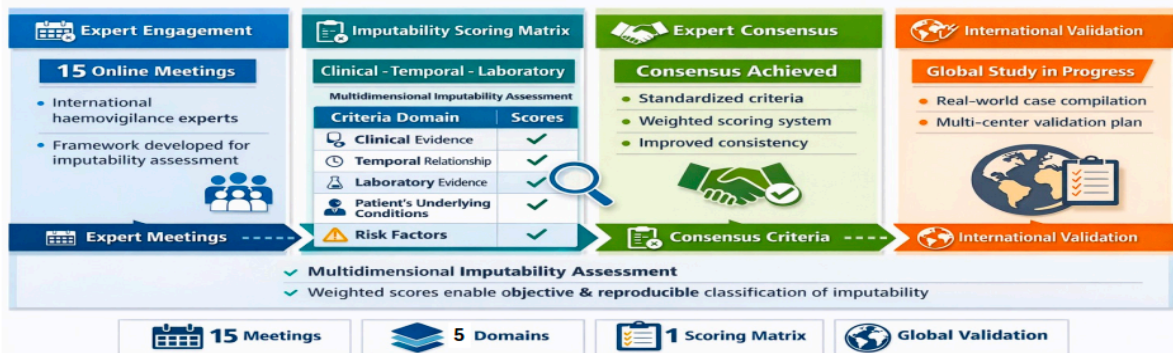 Expert Engagement
15 Online Meetings
• International
haemovigilance experts
• Framework developed for
imputability assessment
Expert Meetings
Imputability Scoring Matrix
Clinical - Temporal - Laboratory
Multidimensional Imputability Assessment
Criteria Domain Scores
Clinical Evidence ✓
Temporal Relationship ✓
Laboratory Evidence ✓
Patient's Underlying
Conditions ✓
Risk Factors ✓
Expert Consensus
Consensus Achieved
• Standardized criteria
• Weighted scoring system
• Improved consistency
Consensus Criteria
International Validation
Global Study in Progress
• Real-world case compilation
• Multi-center validation plan
International Validation
✓ Multidimensional Imputability Assessment
✓ Weighted scores enable objective & reproducible classification of imputability
15 Meetings
5 Domains
1 Scoring Matrix
Global Validation